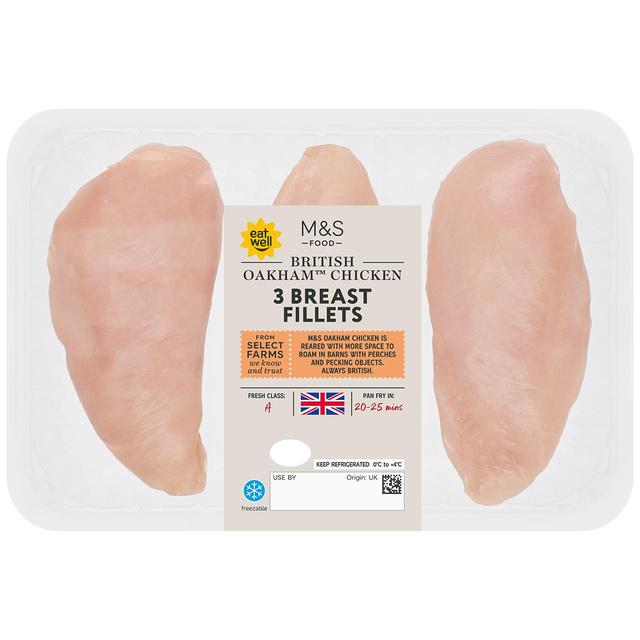 eat
well
M&S
—FOOD—
BRITISH
OAKHAM™ CHICKEN
3 BREAST
FILLETS
FROM
SELECT
FARMS
we know
and trust
M&S OAKHAM CHICKEN IS
REARED WITH MORE SPACE TO
ROAM IN BARNS WITH PERCHES
AND PECKING OBJECTS.
ALWAYS BRITISH.
FRESH CLASS:
A
PAN FRY IN:
20-25 mins
KEEP REFRIGERATED 0°C to +4°C
USE BY
Origin: UK
freezable